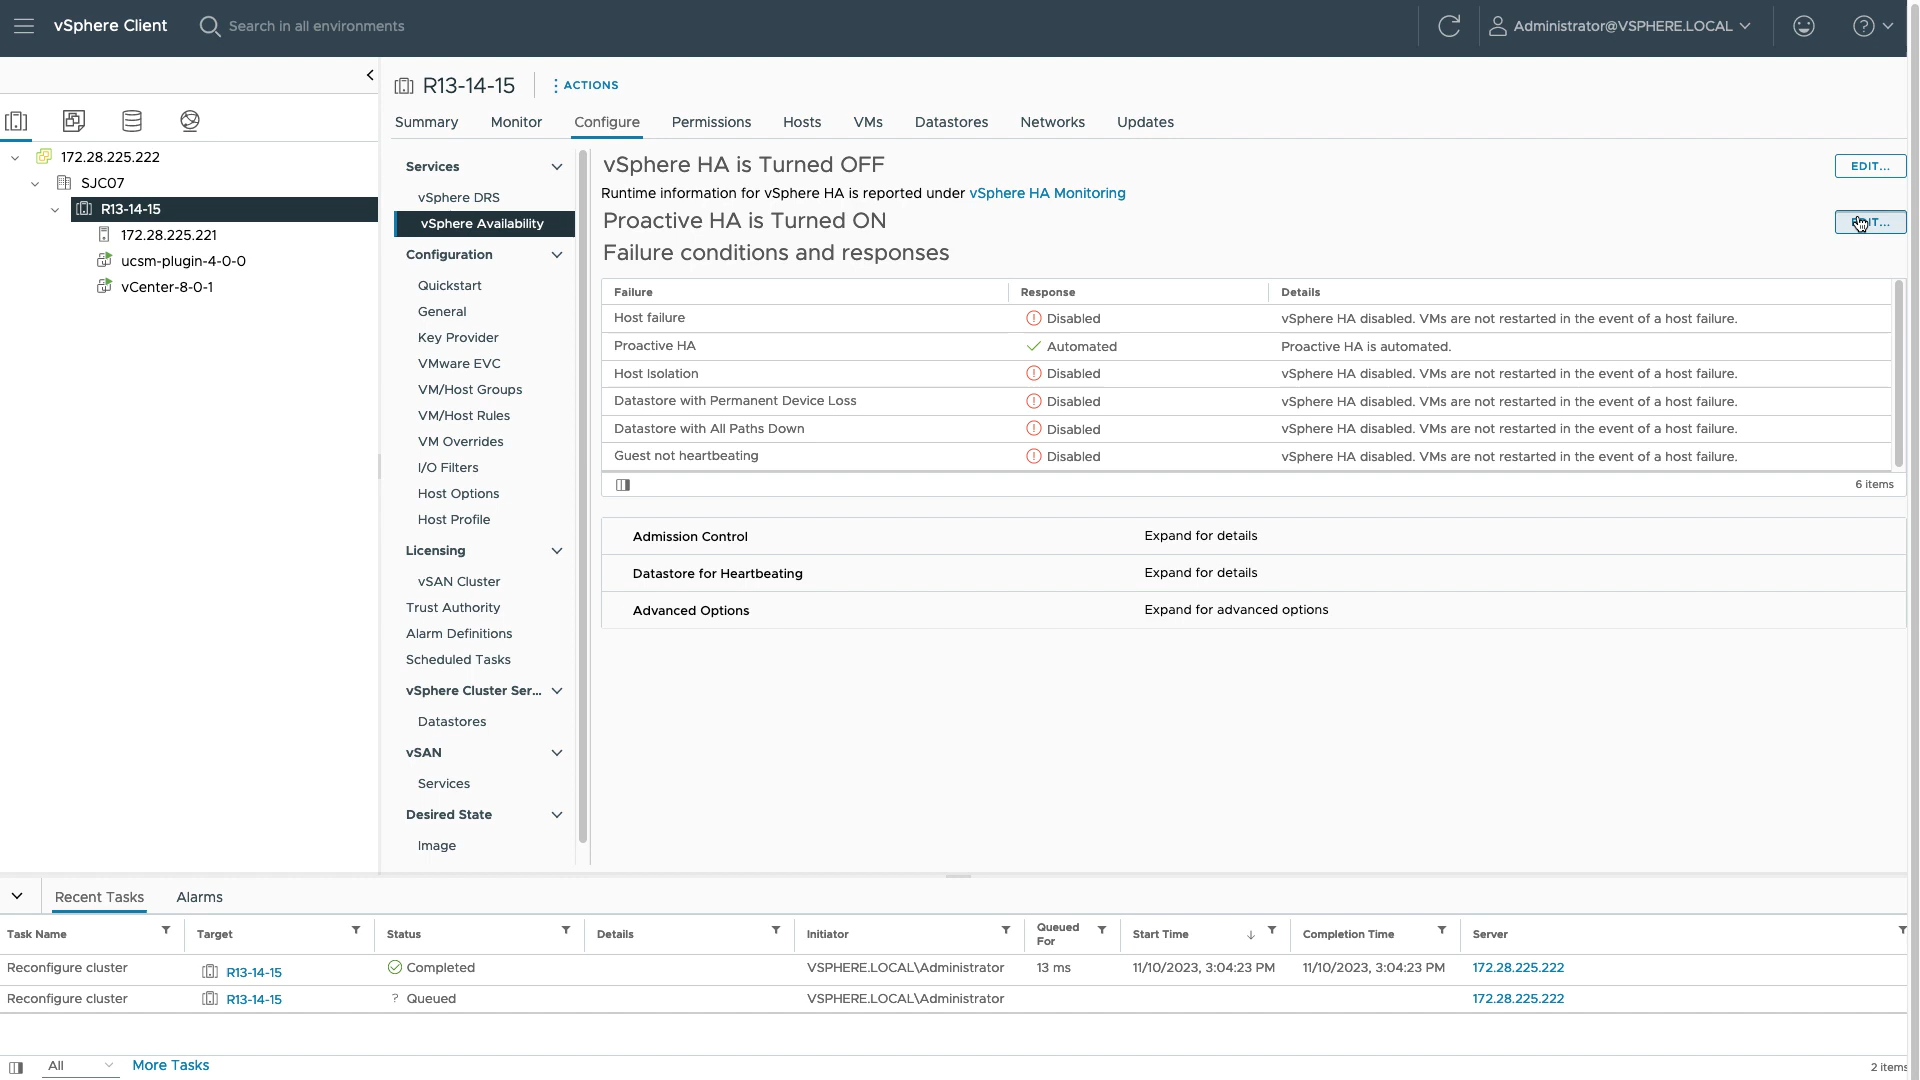 vSphere Client
Search in all environments
Administrator@VSPHERE.LOCAL
R13-14-15
ACTIONS
Summary Monitor Configure Permissions Hosts VMs Datastores Networks Updates
172.28.225.222
SJC07
R13-14-15
172.28.225.221
ucsm-plugin-4-0-0
vCenter-8-0-1
Services
vSphere DRS
vSphere Availability
Configuration
Quickstart
General
Key Provider
VMware EVC
VM/Host Groups
VM/Host Rules
VM Overrides
I/O Filters
Host Options
Host Profile
Licensing
vSAN Cluster
Trust Authority
Alarm Definitions
Scheduled Tasks
vSphere Cluster Ser...
Datastores
vSAN
Services
Desired State
Image
vSphere HA is Turned OFF
EDIT...
Runtime information for vSphere HA is reported under vSphere HA Monitoring
Proactive HA is Turned ON
Failure conditions and responses
Failure Response Details
Host failure Disabled vSphere HA disabled. VMs are not restarted in the event of a host failure.
Proactive HA Automated Proactive HA is automated.
Host Isolation Disabled vSphere HA disabled. VMs are not restarted in the event of a host failure.
Datastore with Permanent Device Loss Disabled vSphere HA disabled. VMs are not restarted in the event of a host failure.
Datastore with All Paths Down Disabled vSphere HA disabled. VMs are not restarted in the event of a host failure.
Guest not heartbeating Disabled vSphere HA disabled. VMs are not restarted in the event of a host failure.
6 items
Admission Control Expand for details
Datastore for Heartbeating Expand for details
Advanced Options Expand for advanced options
Recent Tasks Alarms
Task Name Target Status Details Initiator Queued For Start Time Completion Time Server
Reconfigure cluster R13-14-15 Completed VSPHERE.LOCAL\Administrator 13 ms 11/10/2023, 3:04:23 PM 11/10/2023, 3:04:23 PM 172.28.225.222
Reconfigure cluster R13-14-15 ? Queued VSPHERE.LOCAL\Administrator 172.28.225.222
All More Tasks
2 items